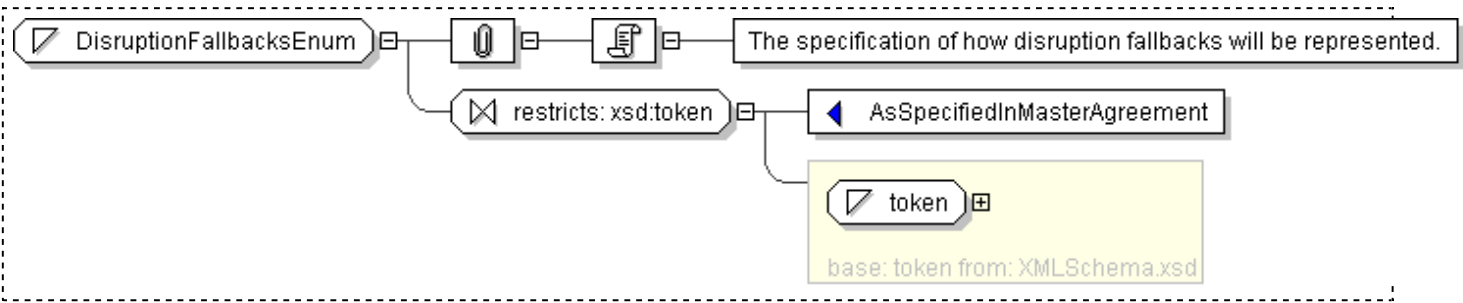 DisruptionFallbacksEnum
The specification of how disruption fallbacks will be represented.
restricts: xsd:token
AsSpecifiedInMasterAgreement
token
base: token from: XMLSchema.xsd